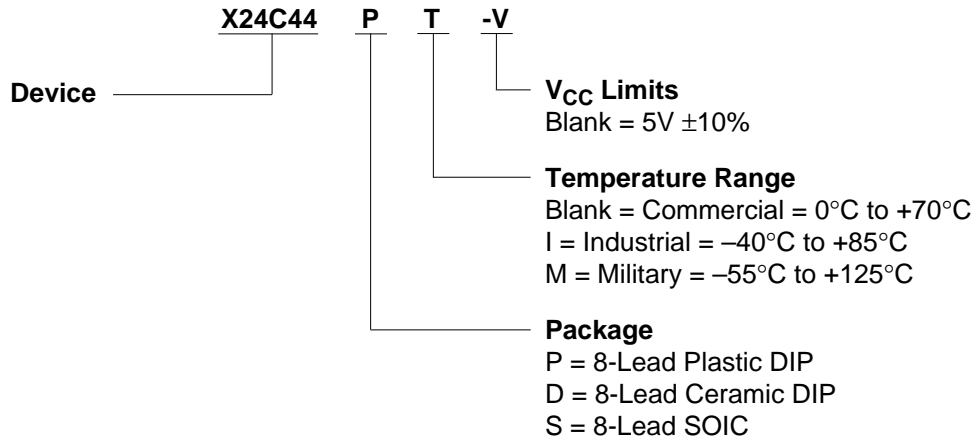 X24C44 P T -V
Device
VCC Limits
Blank = 5V ±10%
Temperature Range
Blank = Commercial = 0°C to +70°C
I = Industrial = –40°C to +85°C
M = Military = –55°C to +125°C
Package
P = 8-Lead Plastic DIP
D = 8-Lead Ceramic DIP
S = 8-Lead SOIC